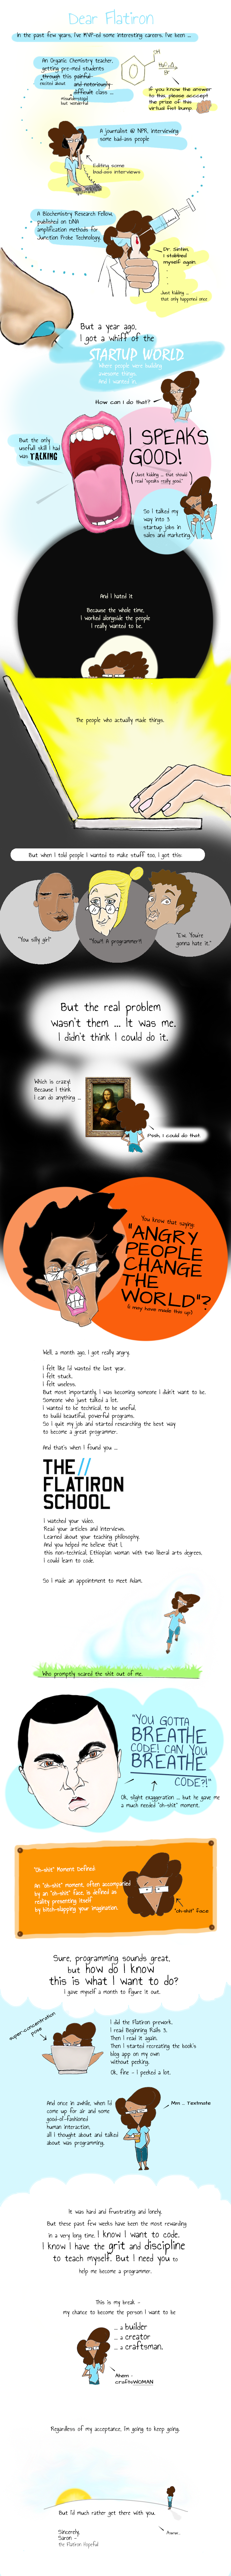 Dear Flatiron
In the past few years, I've MVP-ed some interesting careers. I've been ...
An Organic Chemistry teacher,
getting pre-med students
through this painful
excited about
and notoriously
difficult class ...
misunderstood
but wonderful
OH
Br
If you know the answer
to this, please accept
the prize of this
virtual fist bump.
A journalist @ NPR, interviewing
some bad-ass people
Editing some
bad-ass interviews
A Biochemistry Research Fellow,
published on DNA
amplification methods for
Junction Probe Technology.
I stabbed
myself again.
Just kidding ...
that only happened once
But a year ago,
I got a whiff of the
STARTUP WORLD
Where people were building
awesome things.
And I wanted in.
How can I do that?
But the only
useful skill I had
was TALKING
I SPEAKS
GOOD!
(Just kidding ... that should
read "speaks really good")
So I talked my
way into 3
startup jobs in
sales and marketing.
And I hated it
Because the whole time,
I worked alongside the people
I really wanted to be.
The people who actually made things.
But when I told people I wanted to make stuff too, I got this:
"You silly girl"
"You?! A programmer?!"
"Ew. You're
gonna hate it."
But the real problem
wasn't them ... It was me.
I didn't think I could do it.
Which is crazy!
Because I think
I can do anything ...
Posh, I could do that
You know that saying:
"ANGRY
PEOPLE
CHANGE
THE
WORLD"?
(I may have made this up)
Well, a month ago, I got really angry.
I felt like I'd wasted the last year.
I felt stuck.
I felt useless.
But most importantly, I was becoming someone I didn't want to be.
Someone who just talked a lot.
I wanted to be technical, to be useful,
to build beautiful, powerful programs.
So I quit my job and started researching the best way
to become a great programmer.
And that's when I found you ...
THE //
FLATIRON
SCHOOL
I watched your video.
Read your articles and interviews.
Learned about your teaching philosophy.
And you helped me believe that I,
this non-technical, Ethiopian woman with two liberal arts degrees,
I could learn to code.
So I made an appointment to meet Adam.
Who promptly scared the shit out of me.
"YOU GOTTA
BREATHE
CODE! CAN YOU
BREATHE
CODE?!"
Ok, slight exaggeration ... but he gave me
a much needed "oh-shit" moment.
"Oh-shit" Moment Defined:
An "oh-shit" moment, often accompanied
by an "oh-shit" face, is defined as
reality presenting itself
by bitch-slapping your imagination.
"oh-shit" face
Sure, programming sounds great,
but how do I know
this is what I want to do?
I gave myself a month to figure it out.
super-concentration
pose
I did the Flatiron prework.
I read Beginning Rails 3.
Then I read it again.
Then I started recreating the book's
blog app on my own
without peeking.
Ok, fine - I peeked a lot.
And once in awhile, when I'd
come up for air and some
good-ol-fashioned
human interaction,
all I thought about and talked
about was programming.
Mm ... Textmate
It was hard and frustrating and lonely.
But these past few weeks have been the most rewarding
in a very long time. I know I want to code.
I know I have the grit and discipline
to teach myself. But I need you to
help me become a programmer.
This is my break -
my chance to become the person I want to be
... a builder
... a creator
... a craftsman.
Ahem -
craftsWOMAN
Regardless of my acceptance, I'm going to keep going.
But I'd much rather get there with you.
Sincerely,
Saron -
the Flatiron Hopeful